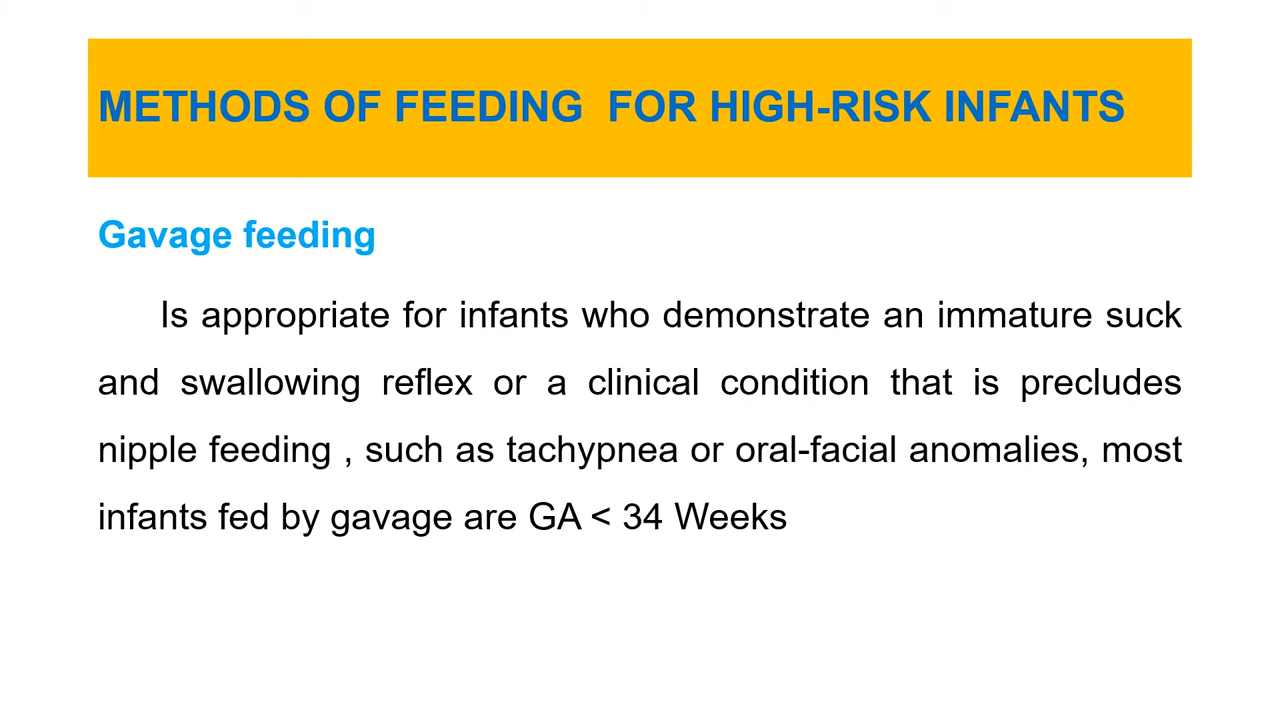 METHODS OF FEEDING  FOR HIGH-RISK INFANTS
Gavage feeding
Is appropriate for infants who demonstrate an immature suck
and swallowing reflex or a clinical condition that is precludes
nipple feeding , such as tachypnea or oral-facial anomalies, most
infants fed by gavage are GA < 34 Weeks